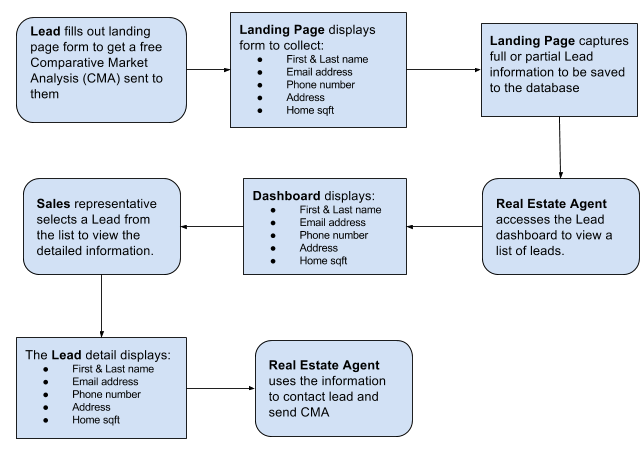 Lead fills out landing
page form to get a free
Comparative Market
Analysis (CMA) sent to
them
Landing Page displays
form to collect:
● First & Last name
● Email address
● Phone number
● Address
● Home sqft
Landing Page captures
full or partial Lead
information to be saved
to the database
Real Estate Agent
accesses the Lead
dashboard to view a
list of leads.
Dashboard displays:
● First & Last name
● Email address
● Phone number
● Address
● Home sqft
Sales representative
selects a Lead from
the list to view the
detailed information.
The Lead detail displays:
● First & Last name
● Email address
● Phone number
● Address
● Home sqft
Real Estate Agent
uses the information
to contact lead and
send CMA